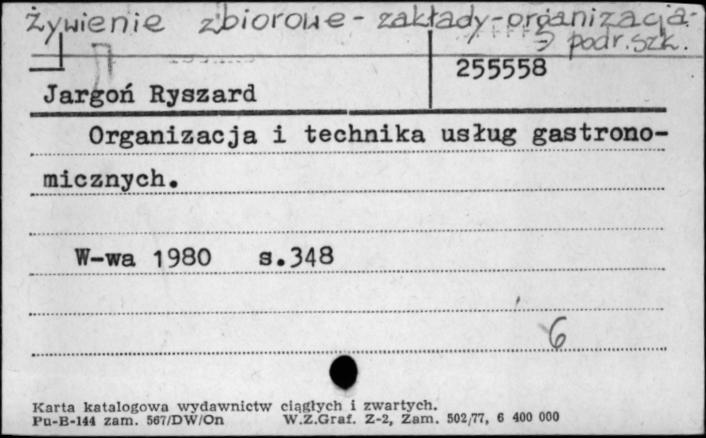 żywienie zbiorowe - zakłady - organizacja -
podr. szk.
255558
Jargoń Ryszard
Organizacja i technika usług gastrono-
micznych.
W-wa 1980 s.348
6
Karta katalogowa wydawnictw ciągłych i zwartych.
Pu-B-144 zam. 567/DW/On W.Z.Graf. Z-2, Zam. 502/77, 6 400 000